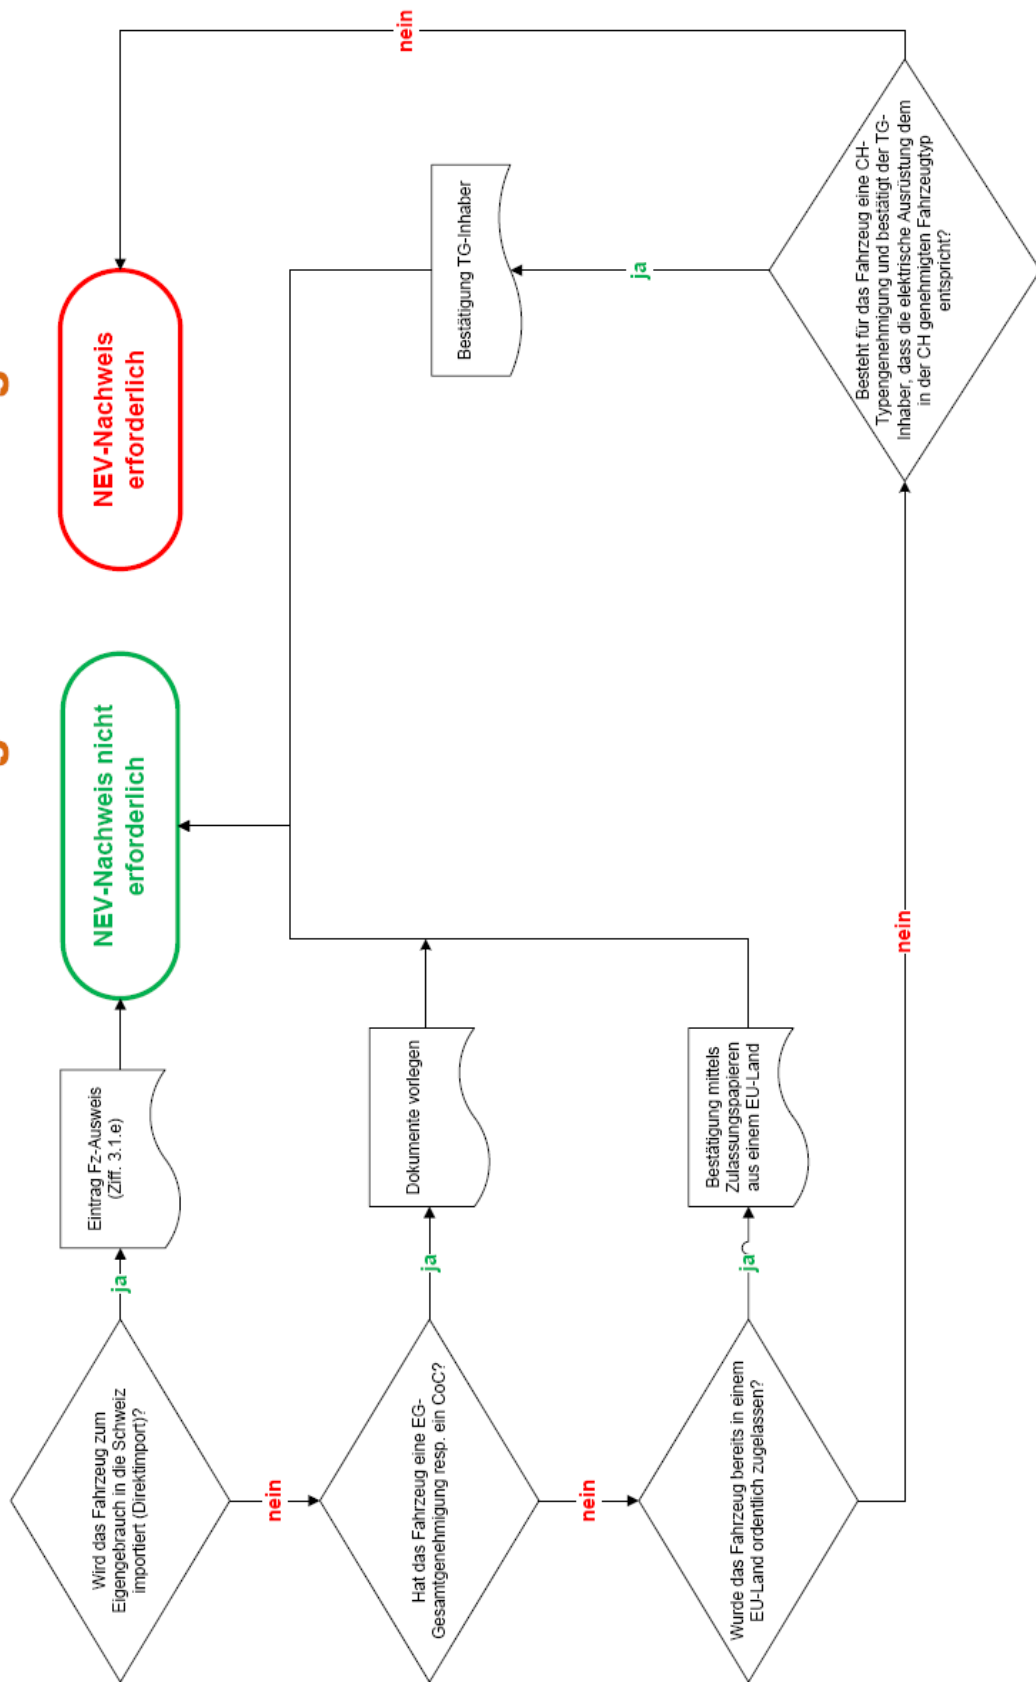 Wird das Fahrzeug zum
Eigengebrauch in die Schweiz
importiert (Direktimport)?
ja
Eintrag Fz-Ausweis
(Ziff. 3.1.e)
NEV-Nachweis nicht
erforderlich
NEV-Nachweis
erforderlich
nein
Hat das Fahrzeug eine EG-
Gesamtgenehmigung resp. ein CoC?
ja
Dokumente vorlegen
Bestätigung TG-Inhaber
nein
Wurde das Fahrzeug bereits in einem
EU-Land ordentlich zugelassen?
ja
Bestätigung mittels
Zulassungspapieren
aus einem EU-Land
ja
nein
Besteht für das Fahrzeug eine CH-
Typengenehmigung und bestätigt der TG-
Inhaber, dass die elektrische Ausrüstung dem
in der CH genehmigten Fahrzeugtyp
entspricht?
nein